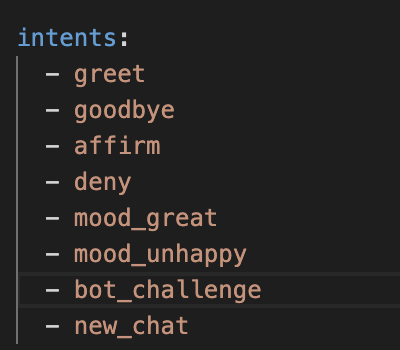 intents:
  - greet
  - goodbye
  - affirm
  - deny
  - mood_great
  - mood_unhappy
  - bot_challenge
  - new_chat